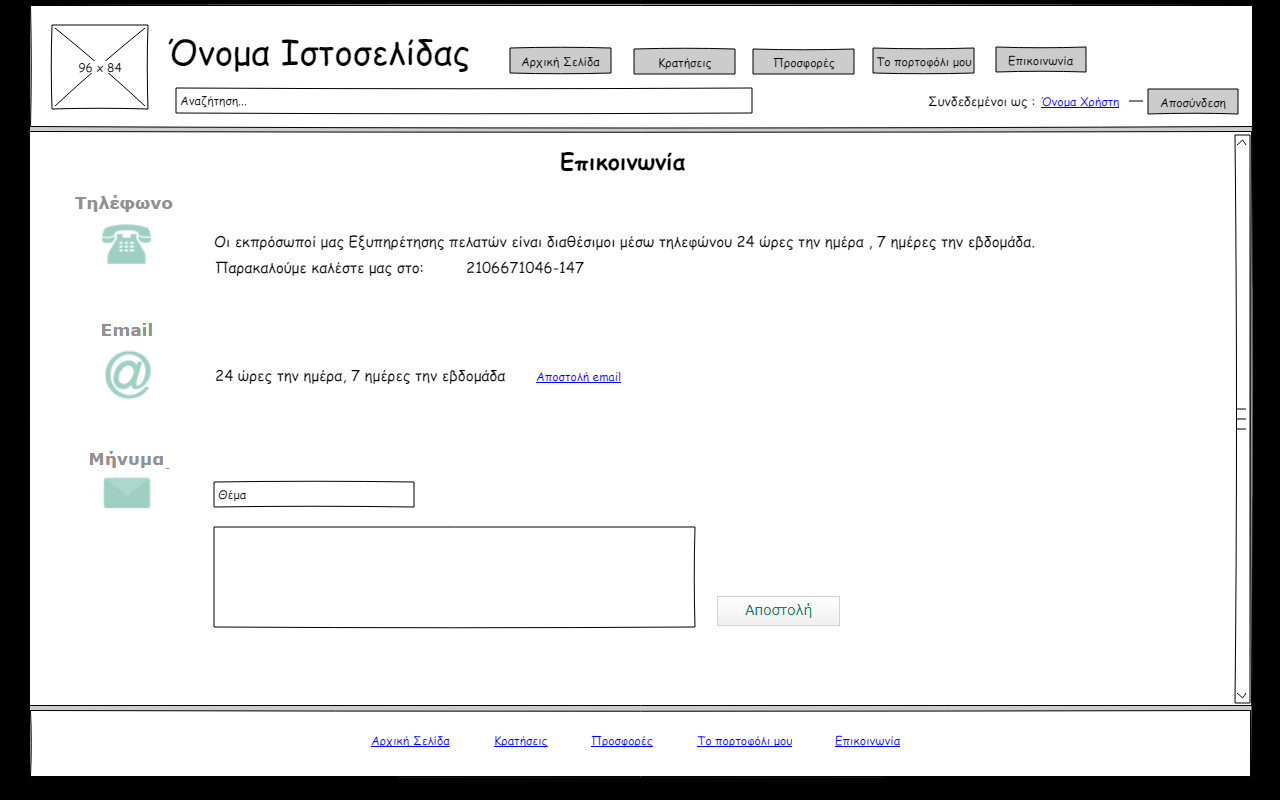 96 x 84
Όνομα Ιστοσελίδας
Αρχική Σελίδα
Κρατήσεις
Προσφορές
Το πορτοφόλι μου
Επικοινωνία
Αναζήτηση...
Συνδεδεμένοι ως : Όνομα Χρήστη
Αποσύνδεση
Επικοινωνία
Τηλέφωνο
Οι εκπρόσωποί μας Εξυπηρέτησης πελατών είναι διαθέσιμοι μέσω τηλεφώνου 24 ώρες την ημέρα , 7 ημέρες την εβδομάδα.
Παρακαλούμε καλέστε μας στο: 2106671046-147
Email
@
24 ώρες την ημέρα, 7 ημέρες την εβδομάδα Αποστολή email
Μήνυμα
Θέμα
Αποστολή
Αρχική Σελίδα
Κρατήσεις
Προσφορές
Το πορτοφόλι μου
Επικοινωνία